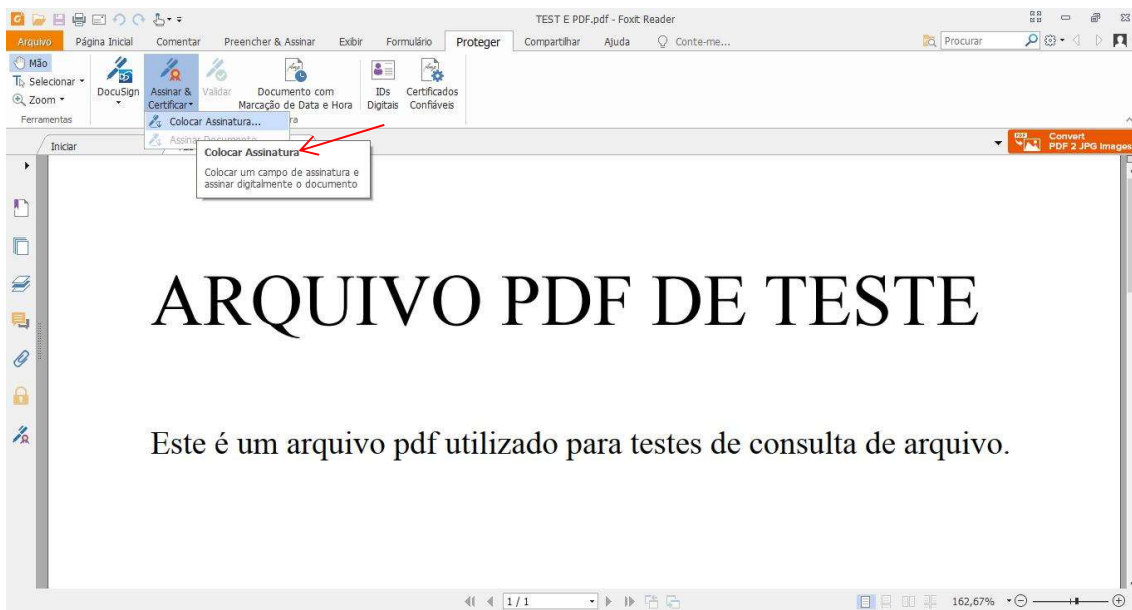 TEST E PDF.pdf - Foxit Reader
Arquivo Página Inicial Comentar Preencher & Assinar Exibir Formulário Proteger Compartilhar Ajuda Conte-me... Procurar
Mão
Selecionar
Zoom
Ferramentas
DocuSign
Assinar &
Certificar
Validar
Documento com
Marcação de Data e Hora
IDs
Digitais
Certificados
Confiáveis
ra
Colocar Assinatura...
Assinar Documento
Iniciar
Colocar Assinatura
Colocar um campo de assinatura e
assinar digitalmente o documento
Convert
PDF 2 JPG Images
ARQUIVO PDF DE TESTE
Este é um arquivo pdf utilizado para testes de consulta de arquivo.
1 / 1
162,67%